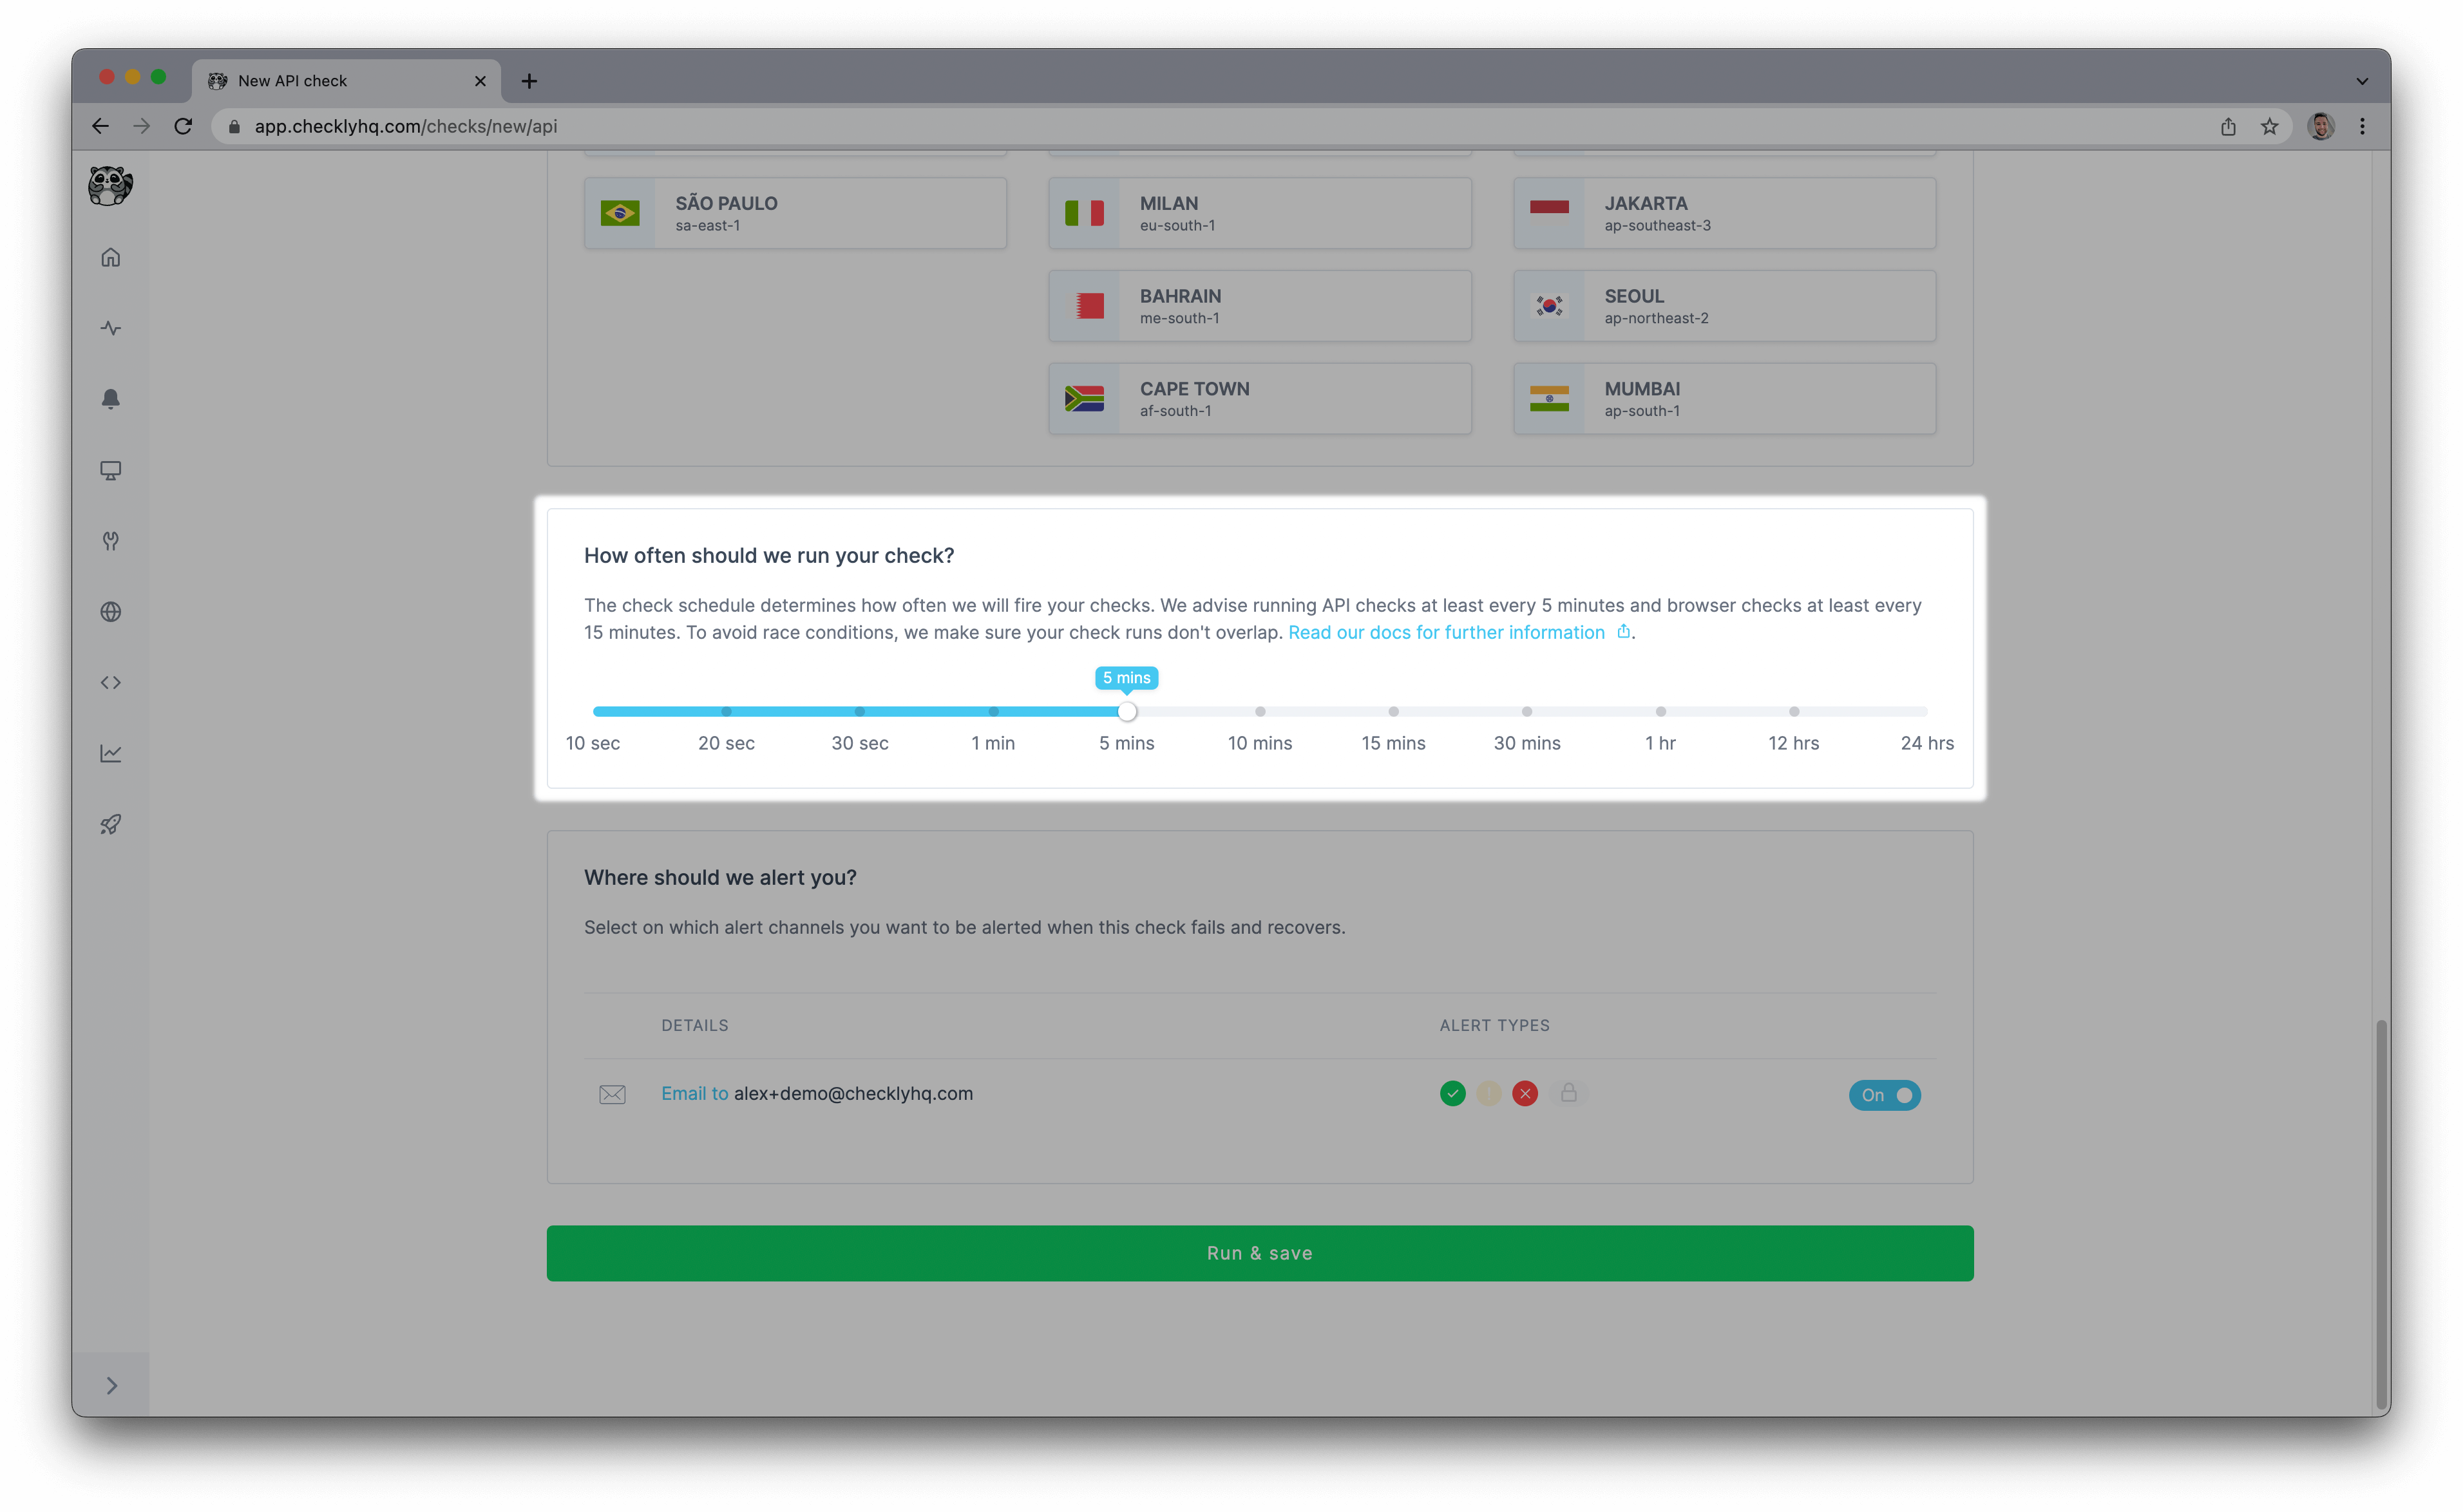 New API check
app.checklyhq.com/checks/new/api
SÃO PAULO
sa-east-1
MILAN
eu-south-1
JAKARTA
ap-southeast-3
BAHRAIN
me-south-1
SEOUL
ap-northeast-2
CAPE TOWN
af-south-1
MUMBAI
ap-south-1
How often should we run your check?
The check schedule determines how often we will fire your checks. We advise running API checks at least every 5 minutes and browser checks at least every
15 minutes. To avoid race conditions, we make sure your check runs don't overlap. Read our docs for further information.
5 mins
10 sec 20 sec 30 sec 1 min 5 mins 10 mins 15 mins 30 mins 1 hr 12 hrs 24 hrs
Where should we alert you?
Select on which alert channels you want to be alerted when this check fails and recovers.
DETAILS ALERT TYPES
Email to alex+demo@checklyhq.com On
Run & save